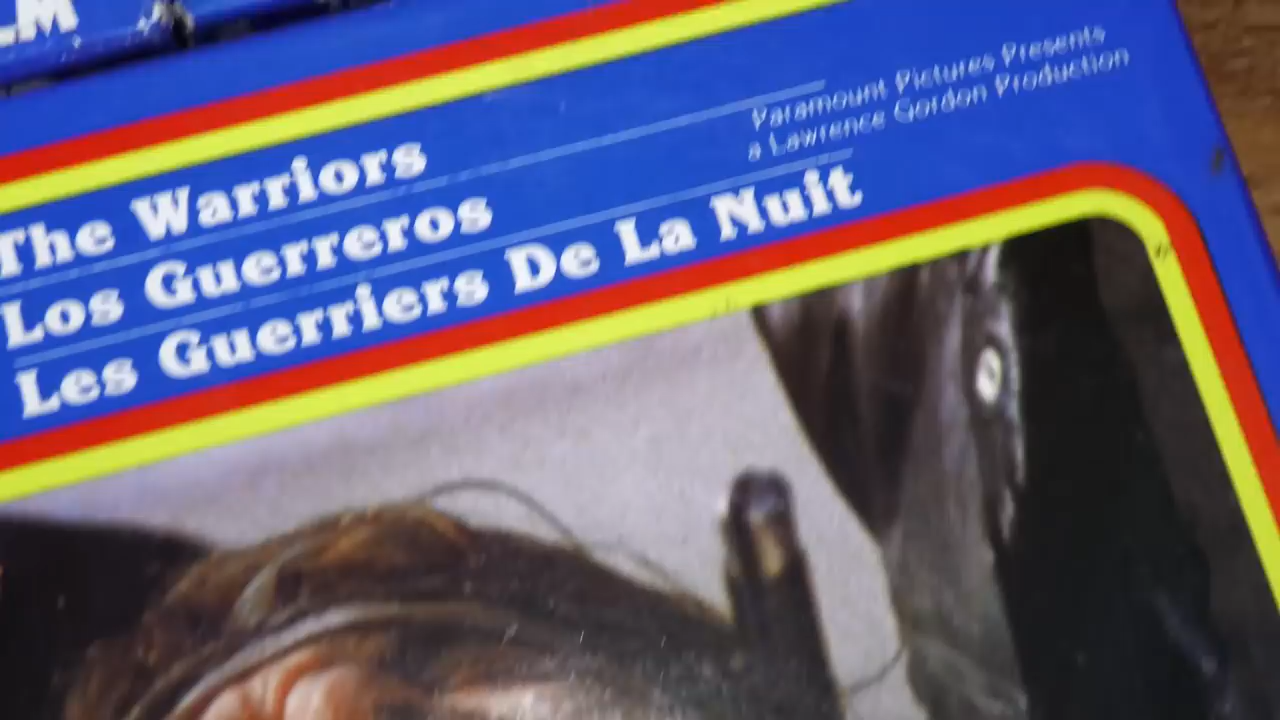 The Warriors
Los Guerreros
Les Guerriers De La Nuit
Paramount Pictures Presents
a Lawrence Gordon Production